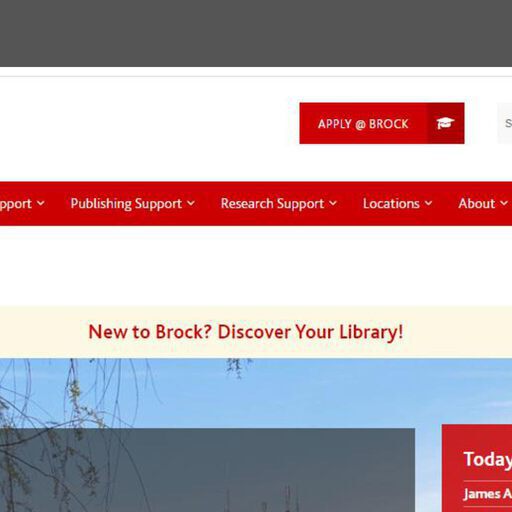 APPLY @ BROCK
pport Publishing Support Research Support Locations About
New to Brock? Discover Your Library!
Today
James A